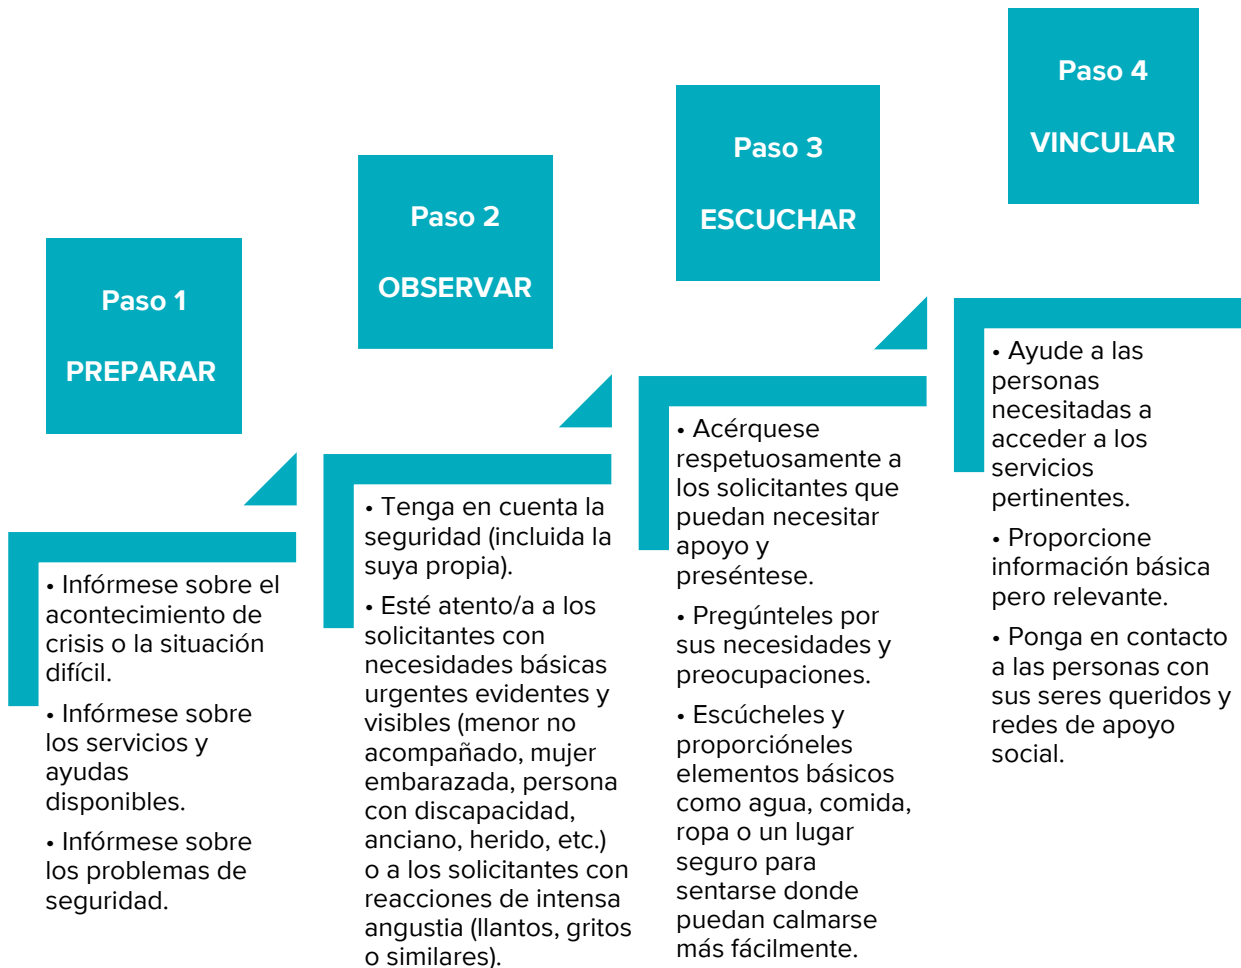 Paso 1
PREPARAR
• Infórmese sobre el
acontecimiento de
crisis o la situación
difícil.
• Infórmese sobre
los servicios y
ayudas
disponibles.
• Infórmese sobre
los problemas de
seguridad.
Paso 2
OBSERVAR
• Tenga en cuenta la
seguridad (incluida la
suya propia).
• Esté atento/a a los
solicitantes con
necesidades básicas
urgentes evidentes y
visibles (menor no
acompañado, mujer
embarazada, persona
con discapacidad,
anciano, herido, etc.)
o a los solicitantes con
reacciones de intensa
angustia (llantos, gritos
o similares).
Paso 3
ESCUCHAR
• Acérquese
respetuosamente a
los solicitantes que
puedan necesitar
apoyo y
preséntese.
• Pregúnteles por
sus necesidades y
preocupaciones.
• Escúcheles y
proporcióneles
elementos básicos
como agua, comida,
ropa o un lugar
seguro para
sentarse donde
puedan calmarse
más fácilmente.
Paso 4
VINCULAR
• Ayude a las
personas
necesitadas a
acceder a los
servicios
pertinentes.
• Proporcione
información básica
pero relevante.
• Ponga en contacto
a las personas con
sus seres queridos y
redes de apoyo
social.